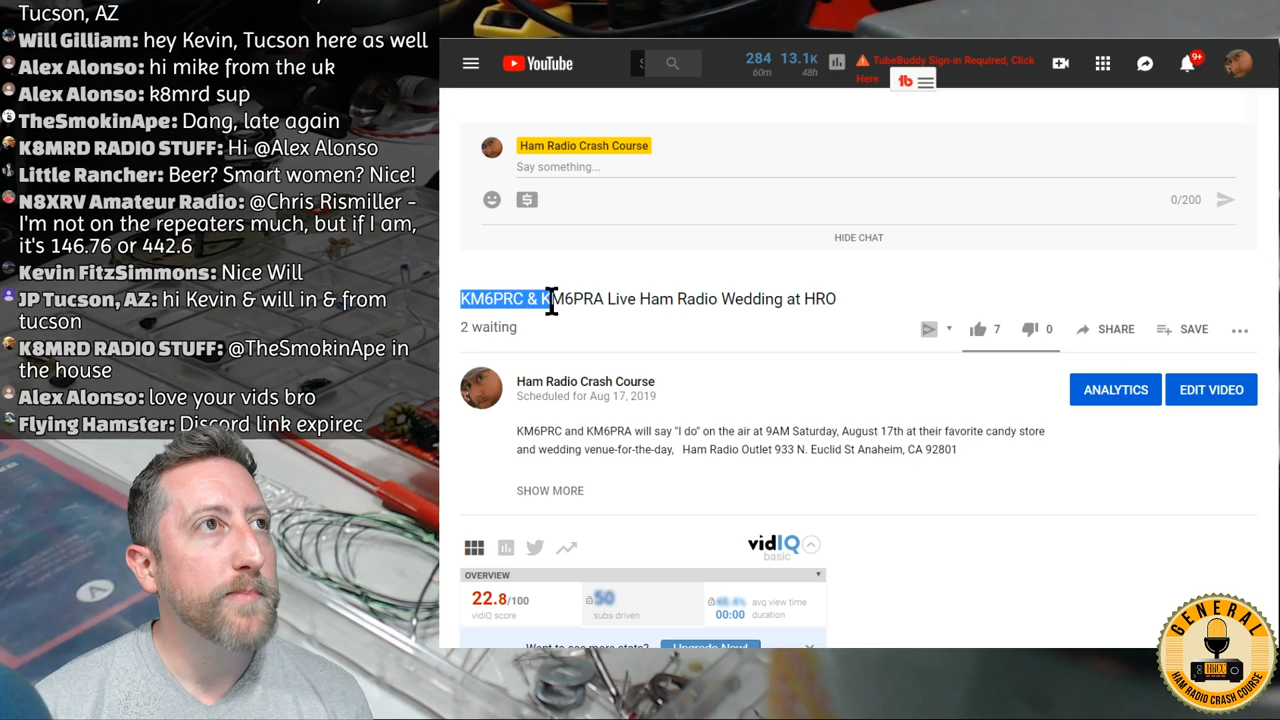 Tucson, AZ
Will Gilliam: hey Kevin, Tucson here as well
Alex Alonso: hi mike from the uk
Alex Alonso: k8mrd sup
TheSmokinApe: Dang, late again
K8MRD RADIO STUFF: Hi @Alex Alonso
Little Rancher: Beer? Smart women? Nice!
N8XRV Amateur Radio: @Chris Rismiller -
I'm not on the repeaters much, but if I am,
it's 146.76 or 442.6
Kevin FitzSimmons: Nice Will
JP Tucson, AZ: hi Kevin & will in & from
tucson
K8MRD RADIO STUFF: @TheSmokinApe in
the house
Alex Alonso: love your vids bro
Flying Hamster: Discord link expirec
YouTube
284 13.1K
60m 48h
TubeBuddy Sign-in Required, Click
Here
tb
9+
Ham Radio Crash Course
Say something...
0/200
HIDE CHAT
KM6PRC & KM6PRA Live Ham Radio Wedding at HRO
2 waiting
7
0
SHARE
SAVE
Ham Radio Crash Course
Scheduled for Aug 17, 2019
ANALYTICS
EDIT VIDEO
KM6PRC and KM6PRA will say "I do" on the air at 9AM Saturday, August 17th at their favorite candy store
and wedding venue-for-the-day, Ham Radio Outlet 933 N. Euclid St Anaheim, CA 92801
SHOW MORE
vidIQ
basic
OVERVIEW
22.8/100
vidIQ score
50
subs driven
avg view time
00:00 duration
Want to see more stats? Upgrade Now!
GENERAL
HRCC
HAM RADIO CRASH COURSE